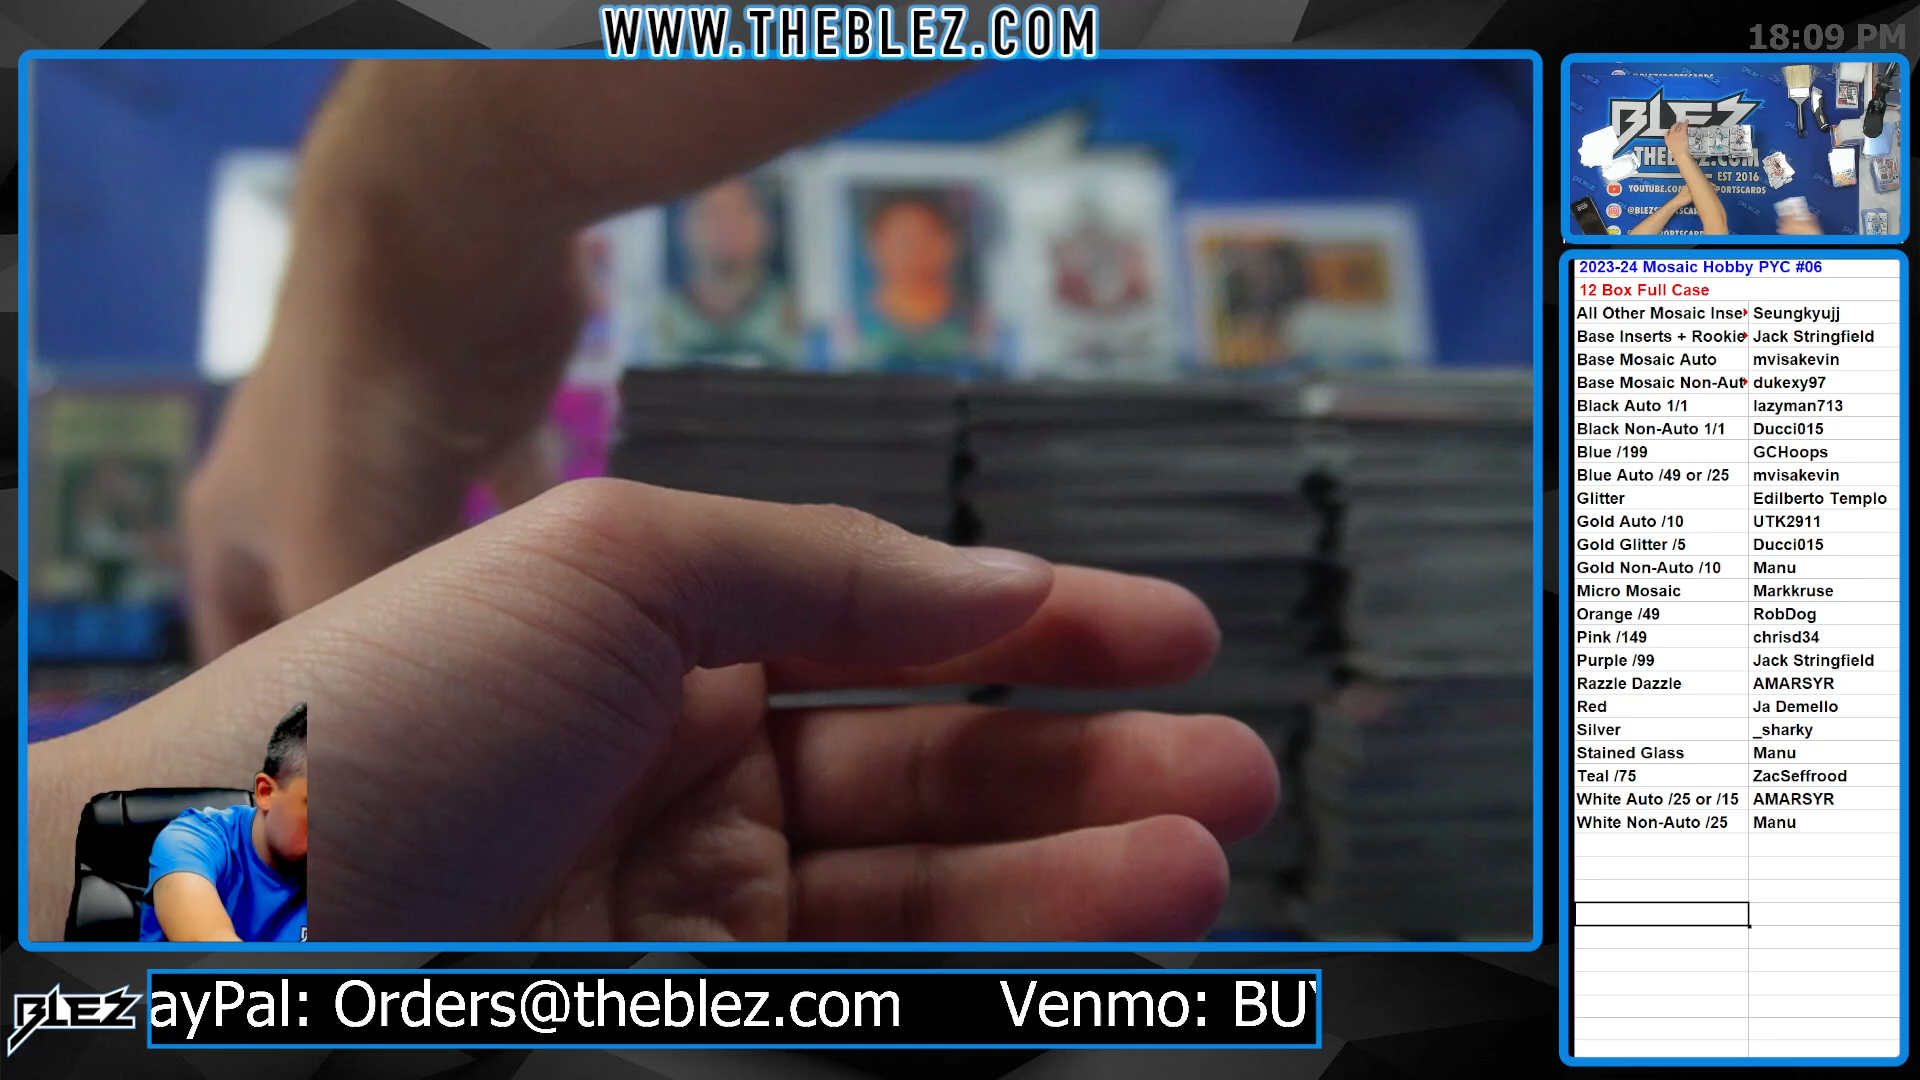 WWW.THEBLEZ.COM
18:09 PM
BLEZ
THEBLEZ.COM
EST 2016
2023-24 Mosaic Hobby PYC #06
12 Box Full Case
All Other Mosaic Inse Seungkyujj
Base Inserts + Rookie Jack Stringfield
Base Mosaic Auto mvisakevin
Base Mosaic Non-Aut dukexy97
Black Auto 1/1 lazyman713
Black Non-Auto 1/1 Ducci015
Blue /199 GCHoops
Blue Auto /49 or /25 mvisakevin
Glitter Edilberto Templo
Gold Auto /10 UTK2911
Gold Glitter /5 Ducci015
Gold Non-Auto /10 Manu
Micro Mosaic Markkruse
Orange /49 RobDog
Pink /149 chrisd34
Purple /99 Jack Stringfield
Razzle Dazzle AMARSYR
Red Ja Demello
Silver _sharky
Stained Glass Manu
Teal /75 ZacSeffrood
White Auto /25 or /15 AMARSYR
White Non-Auto /25 Manu
BLEZ
ayPal: Orders@theblez.com Venmo: BUY